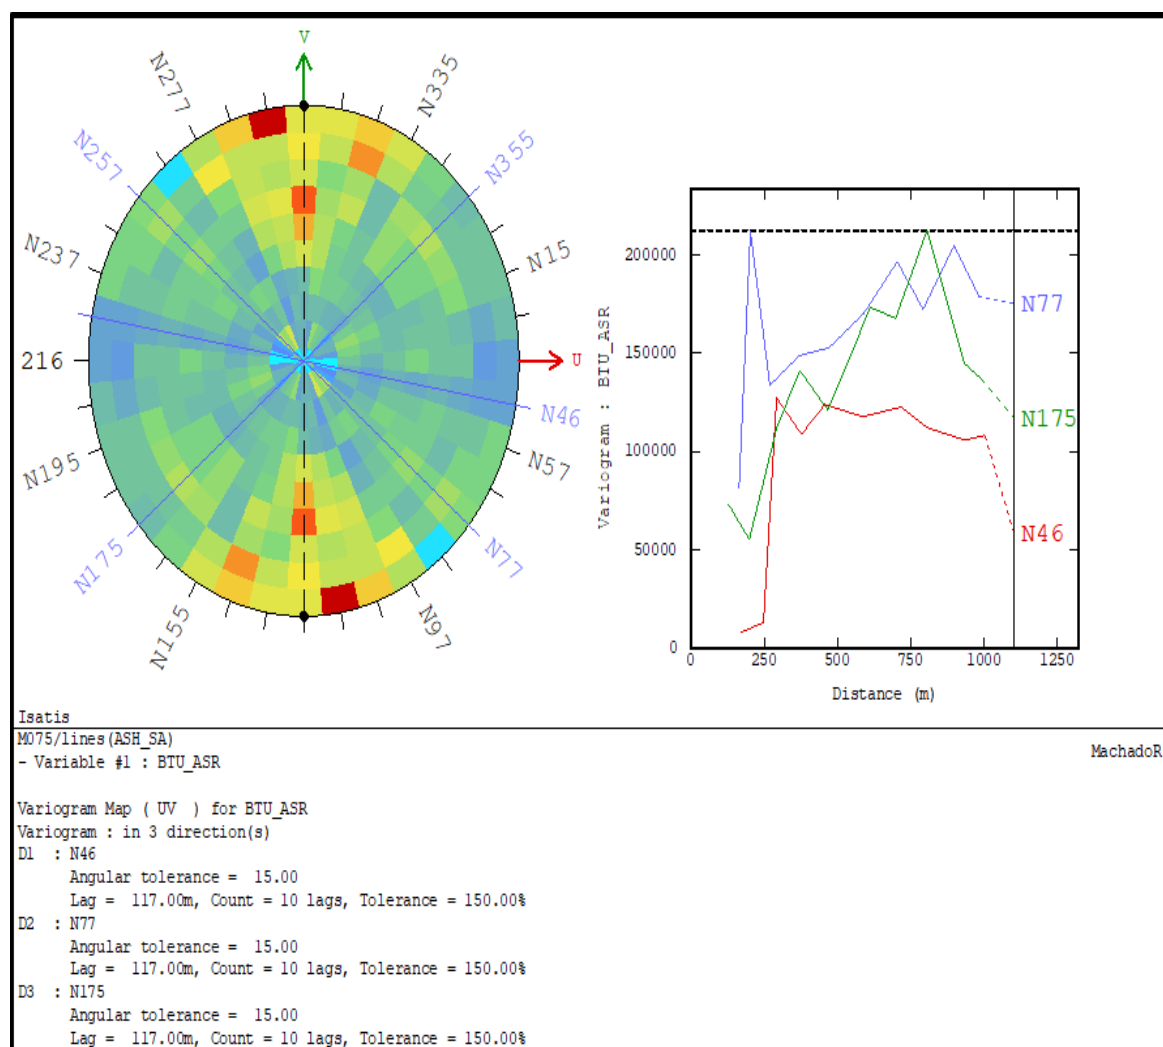 V
N277
N335
N257
N355
N237
N15
216
U
N46
N195
N57
N175
N77
N155
N97
Variogram : BTU_ASR
200000
150000
100000
50000
0
N77
N175
N46
0 250 500 750 1000 1250
Distance (m)
Isatis
M075/lines(ASH_SA)
- Variable #1 : BTU_ASR
MachadoR
Variogram Map ( UV ) for BTU_ASR
Variogram : in 3 direction(s)
D1 : N46
Angular tolerance = 15.00
Lag = 117.00m, Count = 10 lags, Tolerance = 150.00%
D2 : N77
Angular tolerance = 15.00
Lag = 117.00m, Count = 10 lags, Tolerance = 150.00%
D3 : N175
Angular tolerance = 15.00
Lag = 117.00m, Count = 10 lags, Tolerance = 150.00%